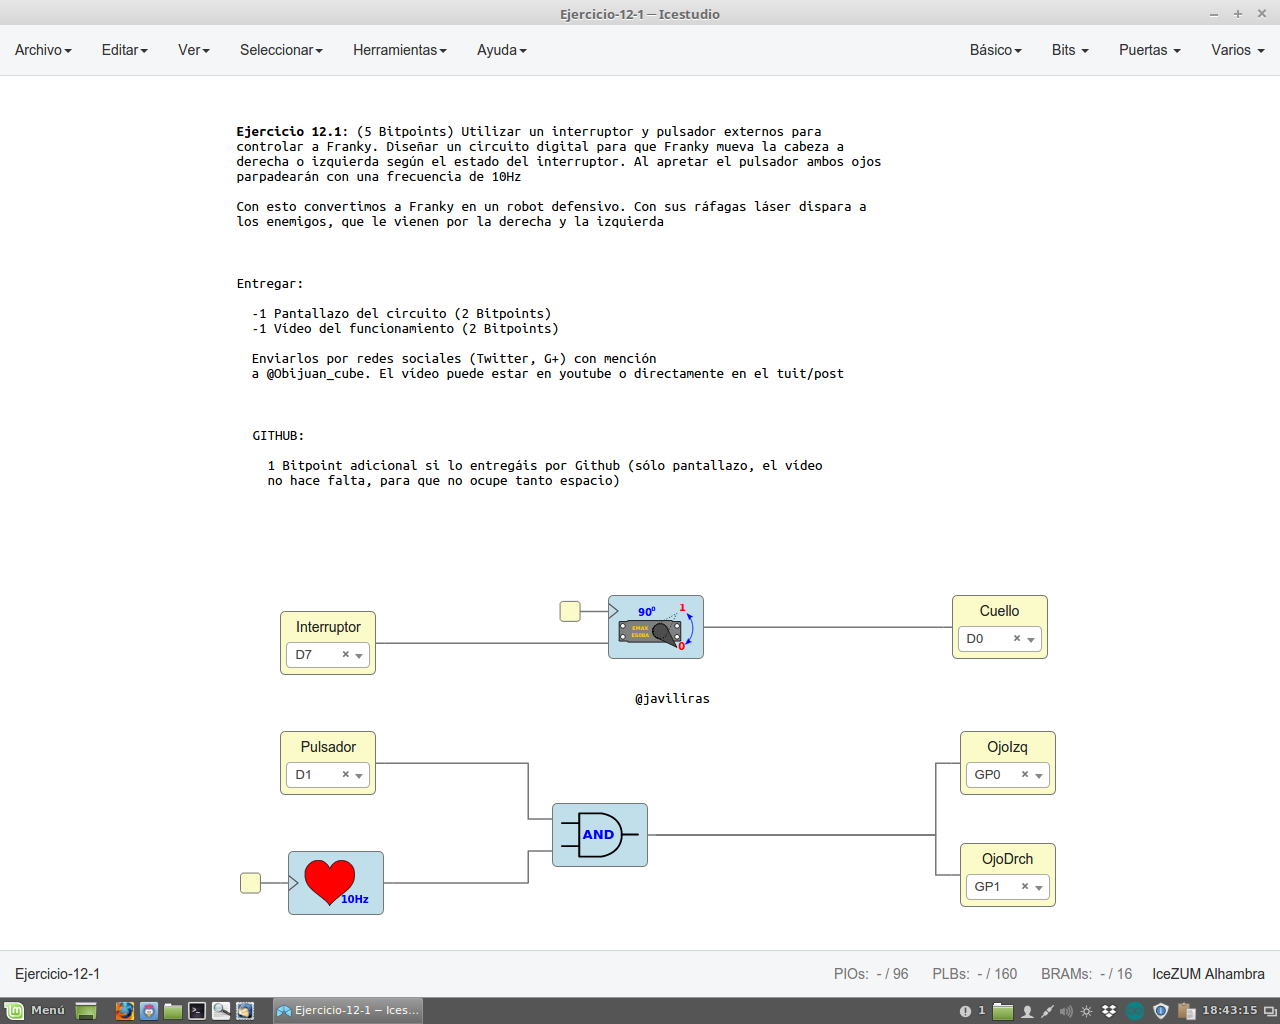 Ejercicio-12-1 — Icestudio
Archivo Editar Ver Seleccionar Herramientas Ayuda Básico Bits Puertas Varios
Ejercicio 12.1: (5 Bitpoints) Utilizar un interruptor y pulsador externos para
controlar a Franky. Diseñar un circuito digital para que Franky mueva la cabeza a
derecha o izquierda según el estado del interruptor. Al apretar el pulsador ambos ojos
parpadearán con una frecuencia de 10Hz
Con esto convertimos a Franky en un robot defensivo. Con sus ráfagas láser dispara a
los enemigos, que le vienen por la derecha y la izquierda
Entregar:
-1 Pantallazo del circuito (2 Bitpoints)
-1 Vídeo del funcionamiento (2 Bitpoints)
Enviarlos por redes sociales (Twitter, G+) con mención
a @Obijuan_cube. El vídeo puede estar en youtube o directamente en el tuit/post
GITHUB:
1 Bitpoint adicional si lo entregáis por Github (sólo pantallazo, el vídeo
no hace falta, para que no ocupe tanto espacio)
Interruptor
D7
90º
1
EMAX
ES08A
0
Cuello
D0
@javiliras
Pulsador
D1
AND
10Hz
OjoIzq
GP0
OjoDrch
GP1
Ejercicio-12-1 PIOs: - / 96 PLBs: - / 160 BRAMs: - / 16 IceZUM Alhambra
Menú Ejercicio-12-1 — Ices... 1 18:43:15